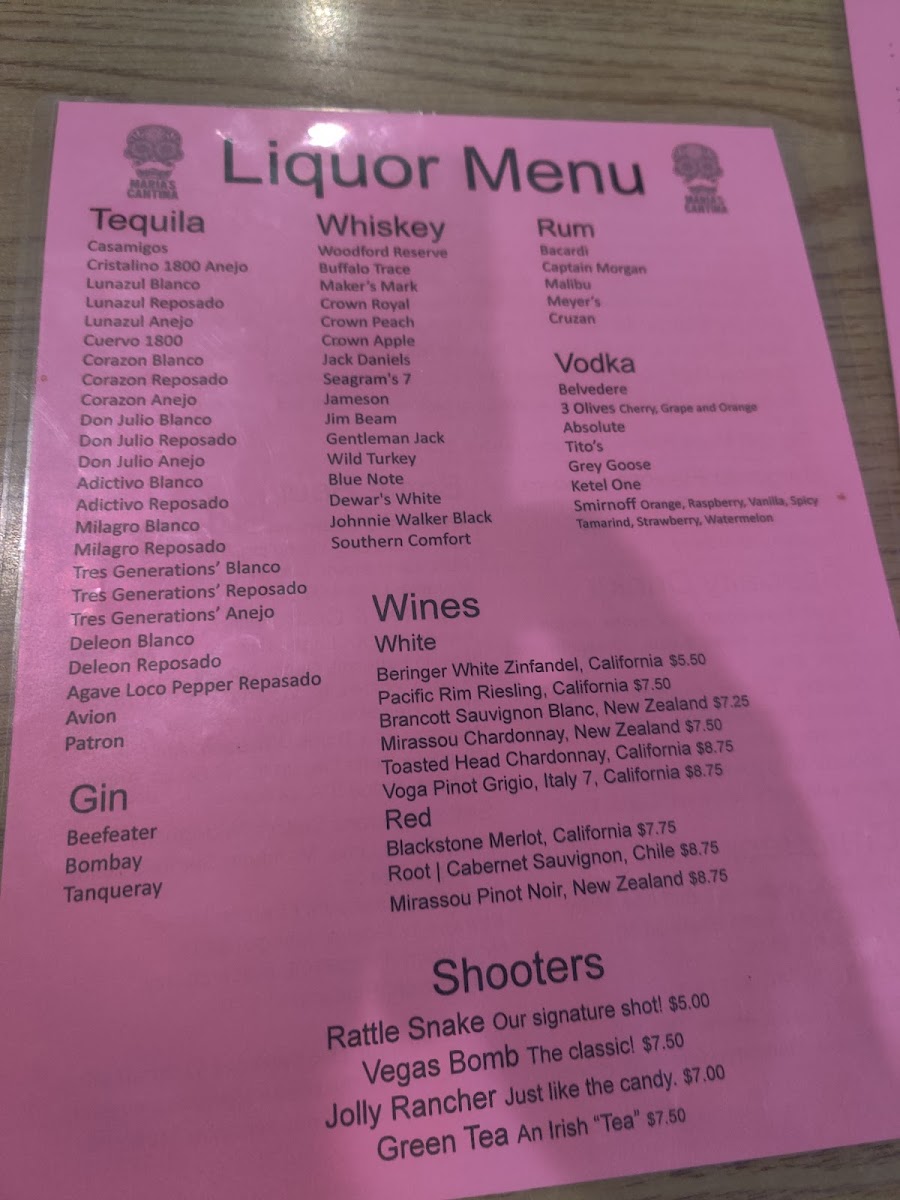 MARIA'S
CANTINA
Liquor Menu
MARIA'S
CANTINA
Tequila
Casamigos
Cristalino 1800 Anejo
Lunazul Blanco
Lunazul Reposado
Lunazul Anejo
Cuervo 1800
Corazon Blanco
Corazon Reposado
Corazon Anejo
Don Julio Blanco
Don Julio Reposado
Don Julio Anejo
Adictivo Blanco
Adictivo Reposado
Milagro Blanco
Milagro Reposado
Tres Generations’ Blanco
Tres Generations’ Reposado
Tres Generations’ Anejo
Deleon Blanco
Deleon Reposado
Agave Loco Pepper Repasado
Avion
Patron
Gin
Beefeater
Bombay
Tanqueray
Whiskey
Woodford Reserve
Buffalo Trace
Maker's Mark
Crown Royal
Crown Peach
Crown Apple
Jack Daniels
Seagram's 7
Jameson
Jim Beam
Gentleman Jack
Wild Turkey
Blue Note
Dewar's White
Johnnie Walker Black
Southern Comfort
Rum
Bacardi
Captain Morgan
Malibu
Meyer's
Cruzan
Vodka
Belvedere
3 Olives Cherry, Grape and Orange
Absolute
Tito's
Grey Goose
Ketel One
Smirnoff Orange, Raspberry, Vanilla, Spicy
Tamarind, Strawberry, Watermelon
Wines
White
Beringer White Zinfandel, California $5.50
Pacific Rim Riesling, California $7.50
Brancott Sauvignon Blanc, New Zealand $7.25
Mirassou Chardonnay, New Zealand $7.50
Toasted Head Chardonnay, California $8.75
Voga Pinot Grigio, Italy 7, California $8.75
Red
Blackstone Merlot, California $7.75
Root | Cabernet Sauvignon, Chile $8.75
Mirassou Pinot Noir, New Zealand $8.75
Shooters
Rattle Snake Our signature shot! $5.00
Vegas Bomb The classic! $7.50
Jolly Rancher Just like the candy. $7.00
Green Tea An Irish “Tea” $7.50